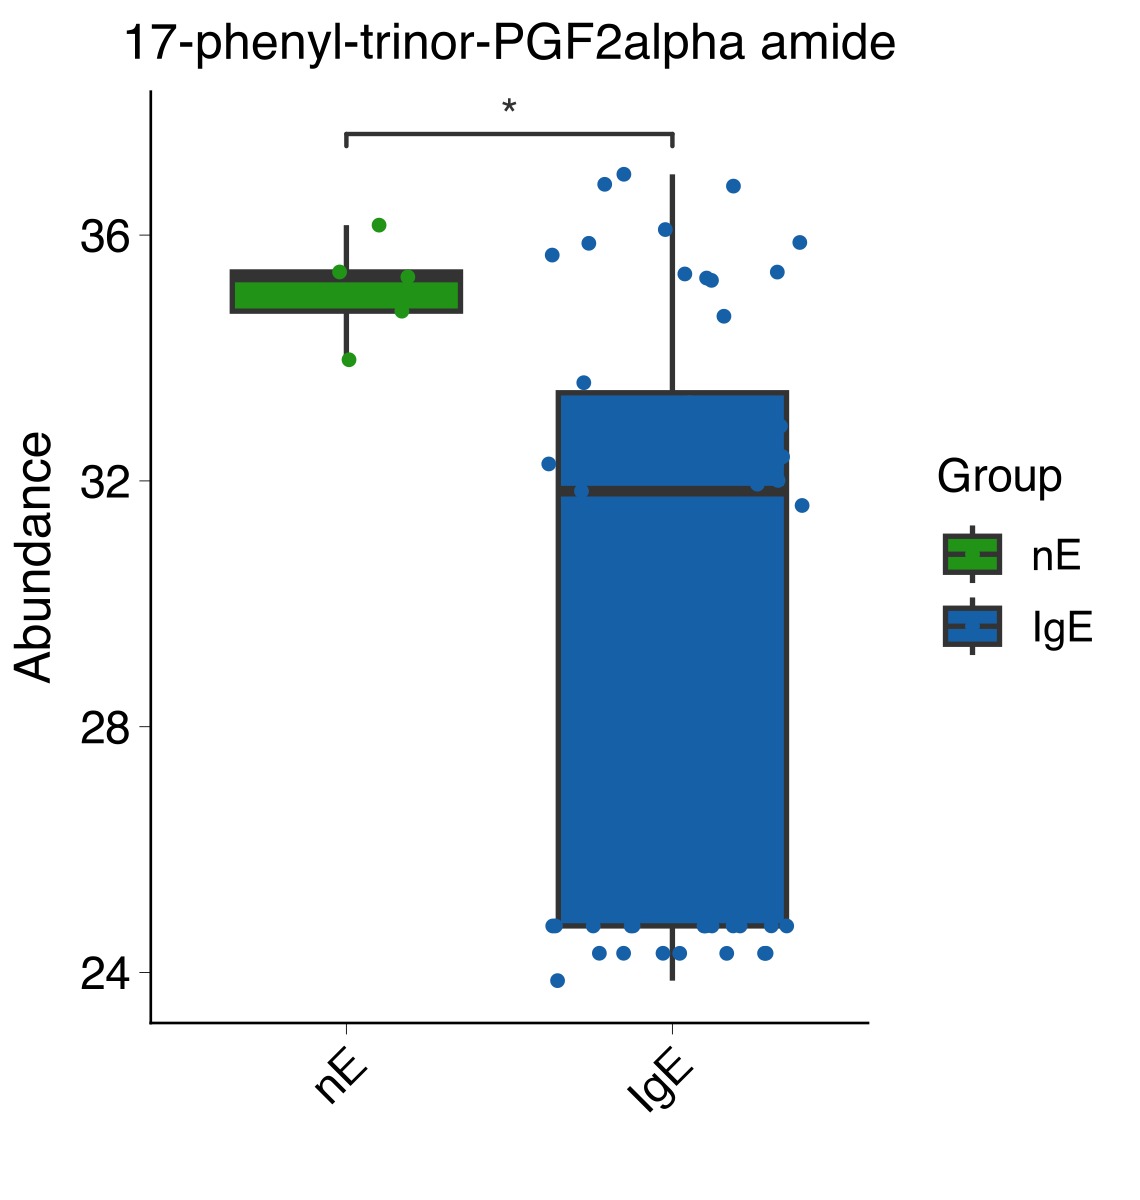 17-phenyl-trinor-PGF2alpha amide
*
36
32
28
24
Abundance
nE
IgE
Group
nE
IgE